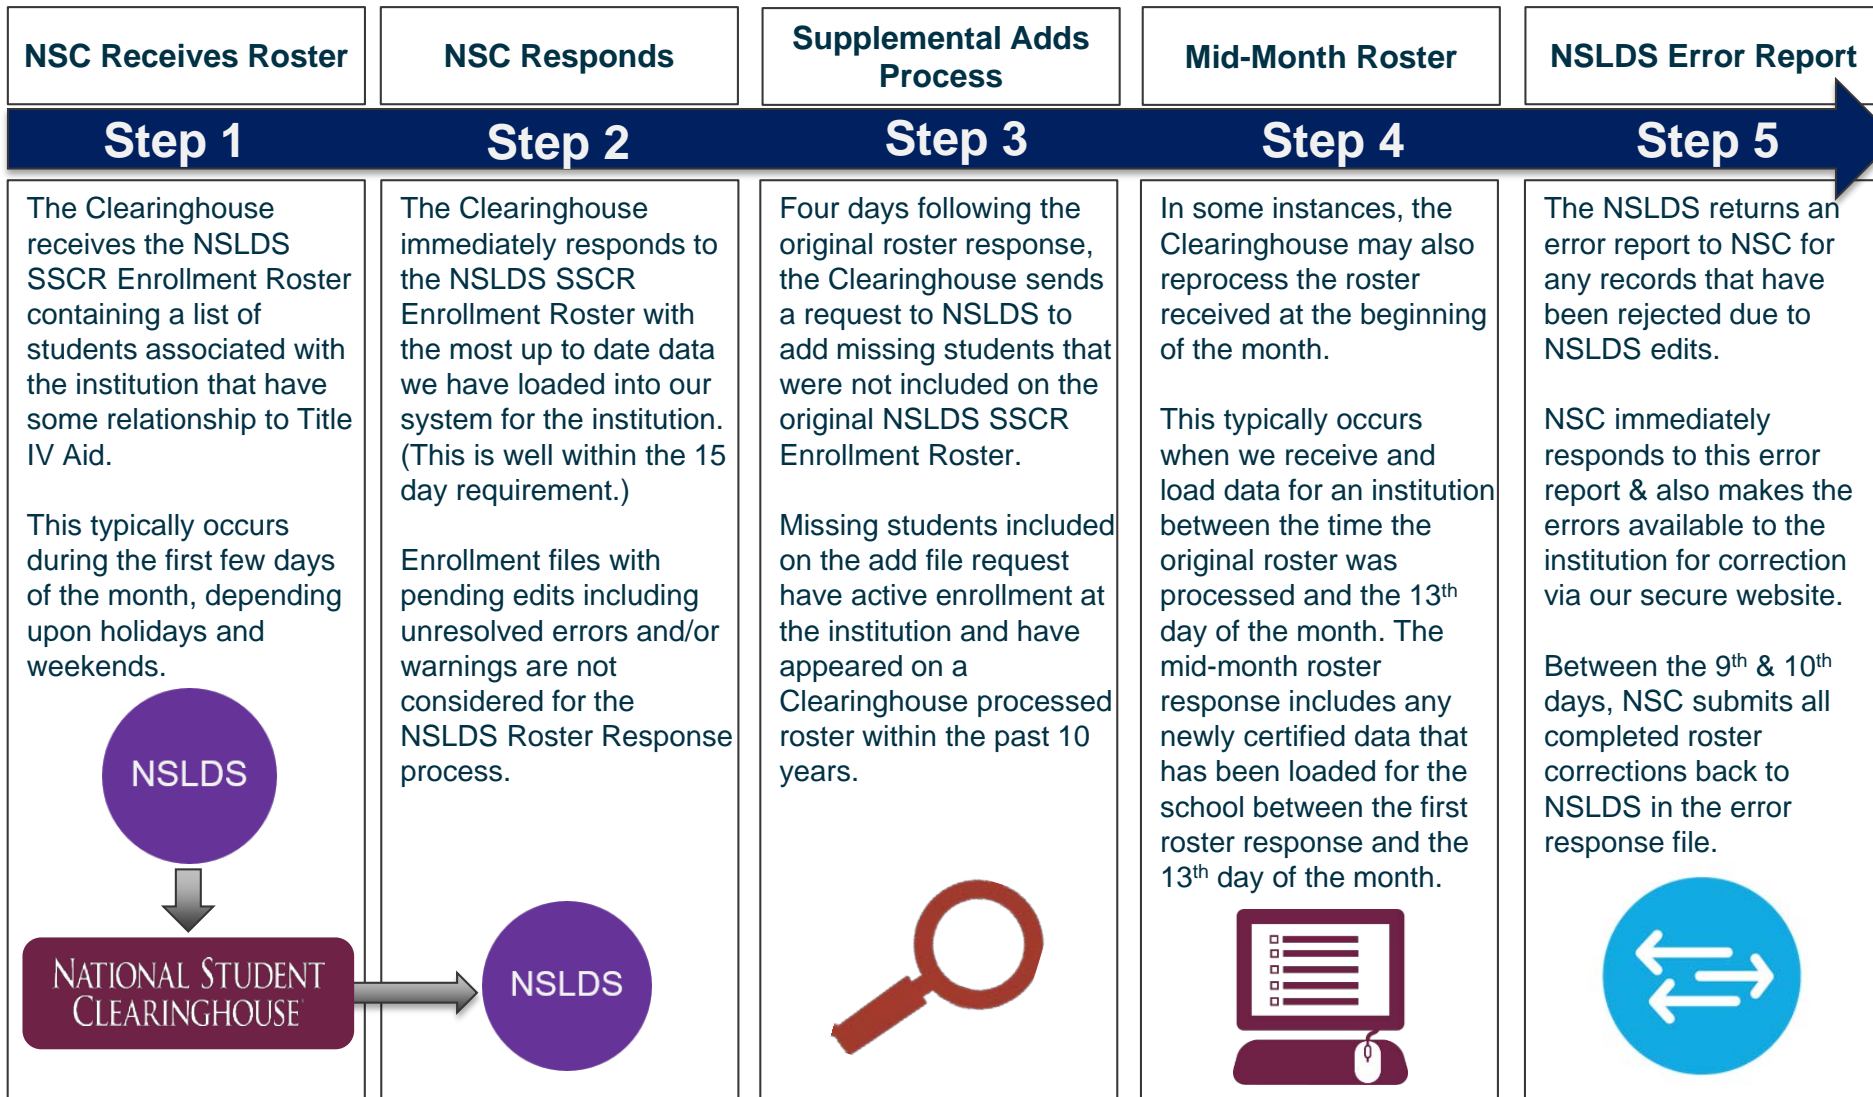 NSC Receives Roster
NSC Responds
Supplemental Adds
Process
Mid-Month Roster
NSLDS Error Report
Step 1
Step 2
Step 3
Step 4
Step 5
The Clearinghouse
receives the NSLDS
SSCR Enrollment Roster
containing a list of
students associated with
the institution that have
some relationship to Title
IV Aid.
This typically occurs
during the first few days
of the month, depending
upon holidays and
weekends.
NSLDS
NATIONAL STUDENT
CLEARINGHOUSE
The Clearinghouse
immediately responds to
the NSLDS SSCR
Enrollment Roster with
the most up to date data
we have loaded into our
system for the institution.
(This is well within the 15
day requirement.)
Enrollment files with
pending edits including
unresolved errors and/or
warnings are not
considered for the
NSLDS Roster Response
process.
NSLDS
Four days following the
original roster response,
the Clearinghouse sends
a request to NSLDS to
add missing students that
were not included on the
original NSLDS SSCR
Enrollment Roster.
Missing students included
on the add file request
have active enrollment at
the institution and have
appeared on a
Clearinghouse processed
roster within the past 10
years.
In some instances, the
Clearinghouse may also
reprocess the roster
received at the beginning
of the month.
This typically occurs
when we receive and
load data for an institution
between the time the
original roster was
processed and the 13th
day of the month. The
mid-month roster
response includes any
newly certified data that
has been loaded for the
school between the first
roster response and the
13th day of the month.
The NSLDS returns an
error report to NSC for
any records that have
been rejected due to
NSLDS edits.
NSC immediately
responds to this error
report & also makes the
errors available to the
institution for correction
via our secure website.
Between the 9th & 10th
days, NSC submits all
completed roster
corrections back to
NSLDS in the error
response file.